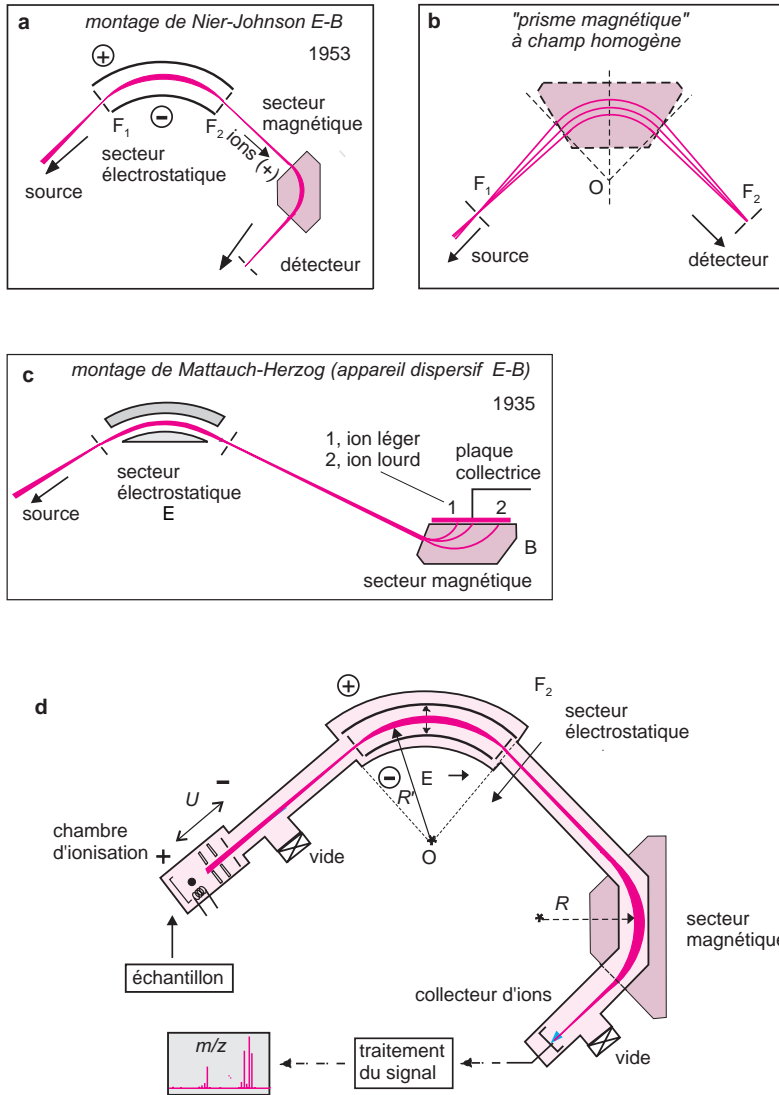 a
montage de Nier-Johnson E-B
1953
+
secteur
magnétique
F1
−
F2
ions (+)
secteur
électrostatique
source
détecteur
b
"prisme magnétique"
à champ homogène
F1
O
F2
source
détecteur
c
montage de Mattauch-Herzog (appareil dispersif E-B)
1935
1, ion léger
2, ion lourd
plaque
collectrice
secteur
électrostatique
E
source
1
2
B
secteur magnétique
d
+
F2
secteur
électrostatique
−
E
R'
−
U
chambre
d'ionisation
+
vide
O
R
secteur
magnétique
échantillon
collecteur d'ions
m/z
traitement
du signal
vide